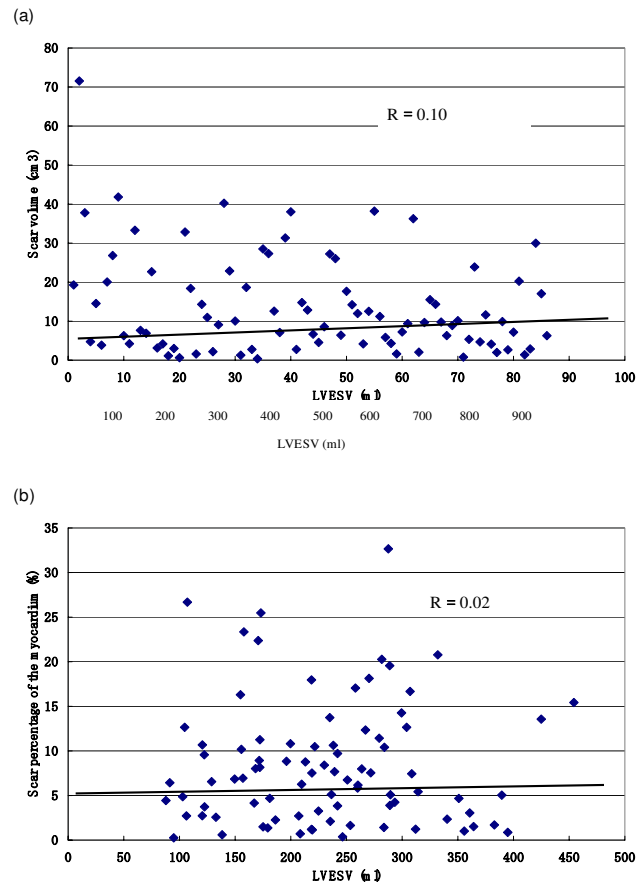 (a)
80
70
60
50
40
30
20
10
0
Scar volume (cm3)
R = 0.10
0 10 20 30 40 50 60 70 80 90 100
LVESV (ml)
100 200 300 400 500 600 700 800 900
LVESV (ml)
(b)
35
30
25
20
15
10
5
0
Scar percentage of the myocardium (%)
R = 0.02
0 50 100 150 200 250 300 350 400 450 500
LVESV (ml)